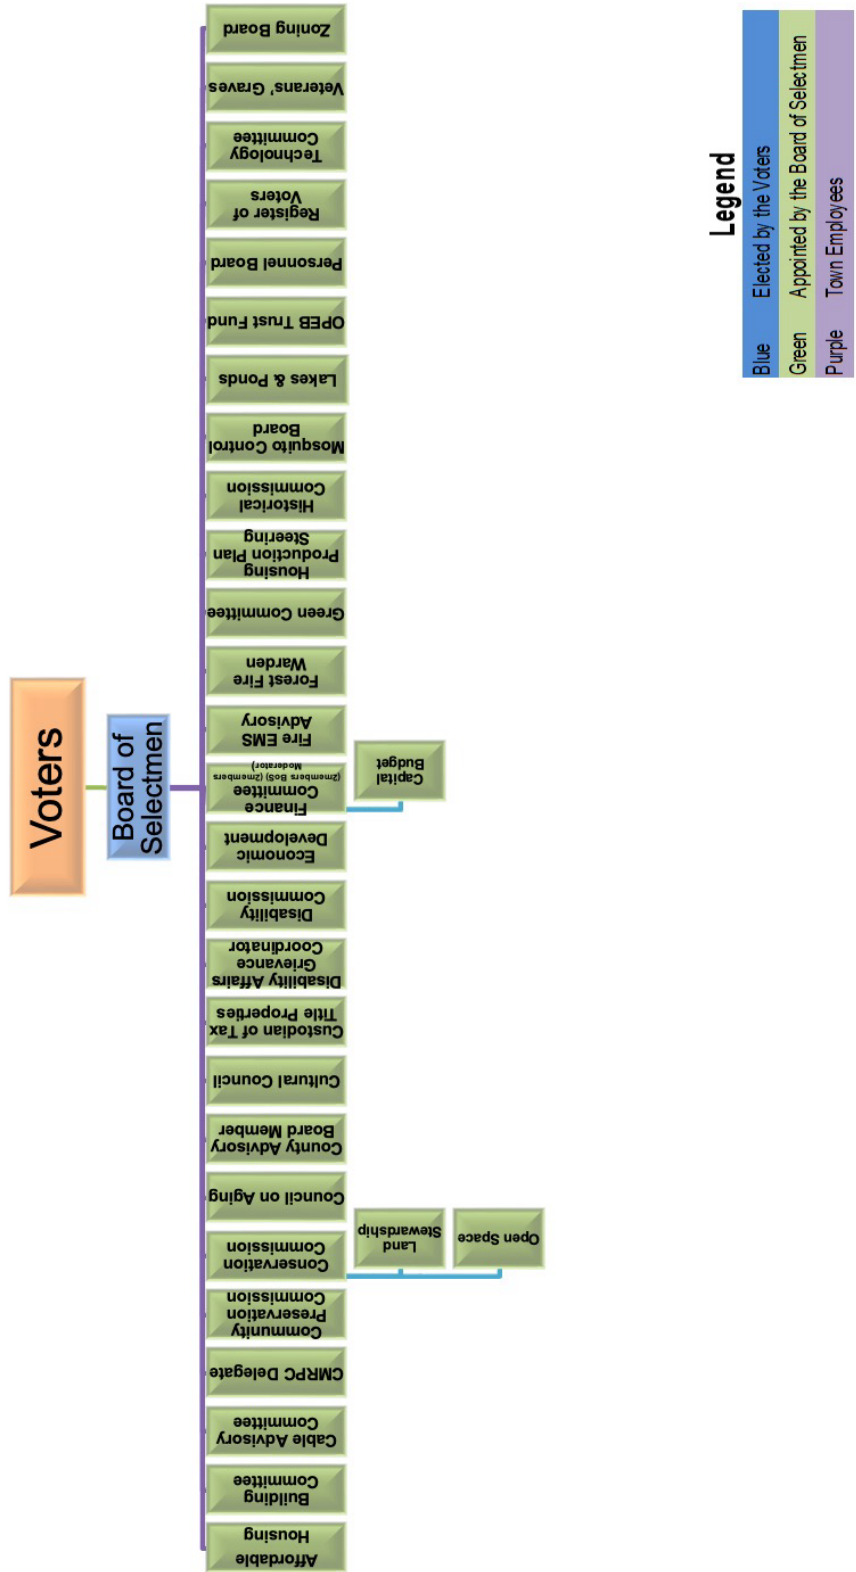 Voters
Board of
Selectmen
Affordable
Housing
Building
Committee
Cable Advisory
Committee
CMRPC Delegate
Community
Preservation
Commission
Conservation
Commission
Land
Stewardship
Open Space
Council on Aging
County Advisory
Board Member
Cultural Council
Custodian of Tax
Title Properties
Disability Affairs
Grievance
Coordinator
Disability
Commission
Economic
Development
Finance
Committee
(2members BoS) (2members
Moderator)
Capital
Budget
Fire EMS
Advisory
Forest Fire
Warden
Green Committee
Housing
Production Plan
Steering
Historical
Commission
Mosquito Control
Board
Lakes & Ponds
OPEB Trust Fund
Personnel Board
Register of
Voters
Technology
Committee
Veterans' Graves
Zoning Board
Legend
Blue Elected by the Voters
Green Appointed by the Board of Selectmen
Purple Town Employees